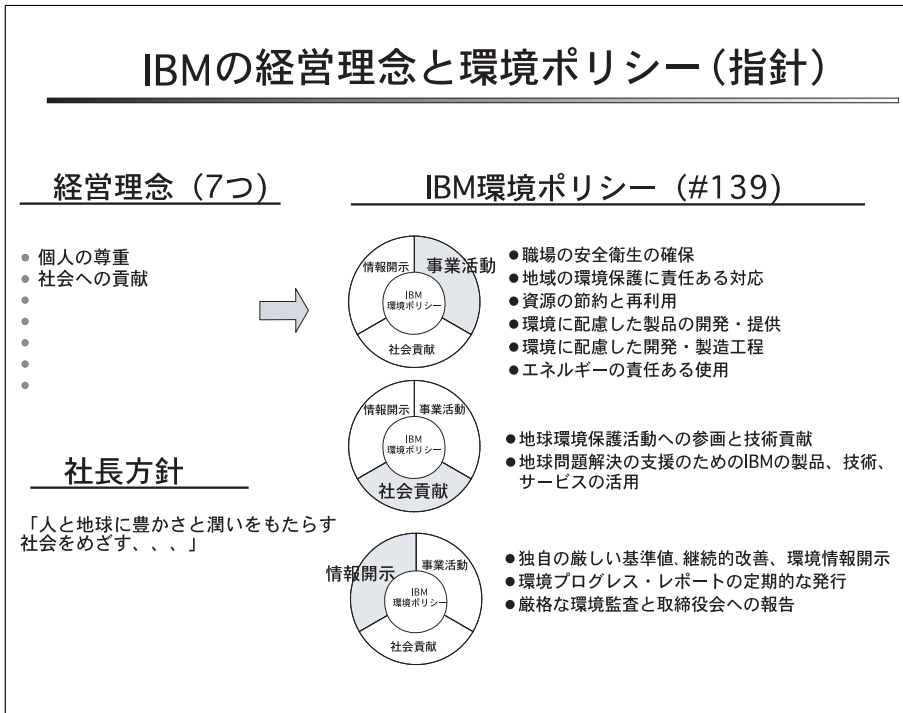 IBMの経営理念と環境ポリシー(指針)
経営理念 (7つ)
● 個人の尊重
● 社会への貢献
●
●
●
●
●
社長方針
「人と地球に豊かさと潤いをもたらす
社会をめざす、、、」
IBM環境ポリシー (#139)
情報開示
事業活動
IBM
環境ポリシー
社会貢献
●職場の安全衛生の確保
●地域の環境保護に責任ある対応
●資源の節約と再利用
●環境に配慮した製品の開発・提供
●環境に配慮した開発・製造工程
●エネルギーの責任ある使用
情報開示
事業活動
IBM
環境ポリシー
社会貢献
●地球環境保護活動への参画と技術貢献
●地球問題解決の支援のためのIBMの製品、技術、
サービスの活用
情報開示
事業活動
IBM
環境ポリシー
社会貢献
●独自の厳しい基準値、継続的改善、環境情報開示
●環境プログレス・レポートの定期的な発行
●厳格な環境監査と取締役会への報告